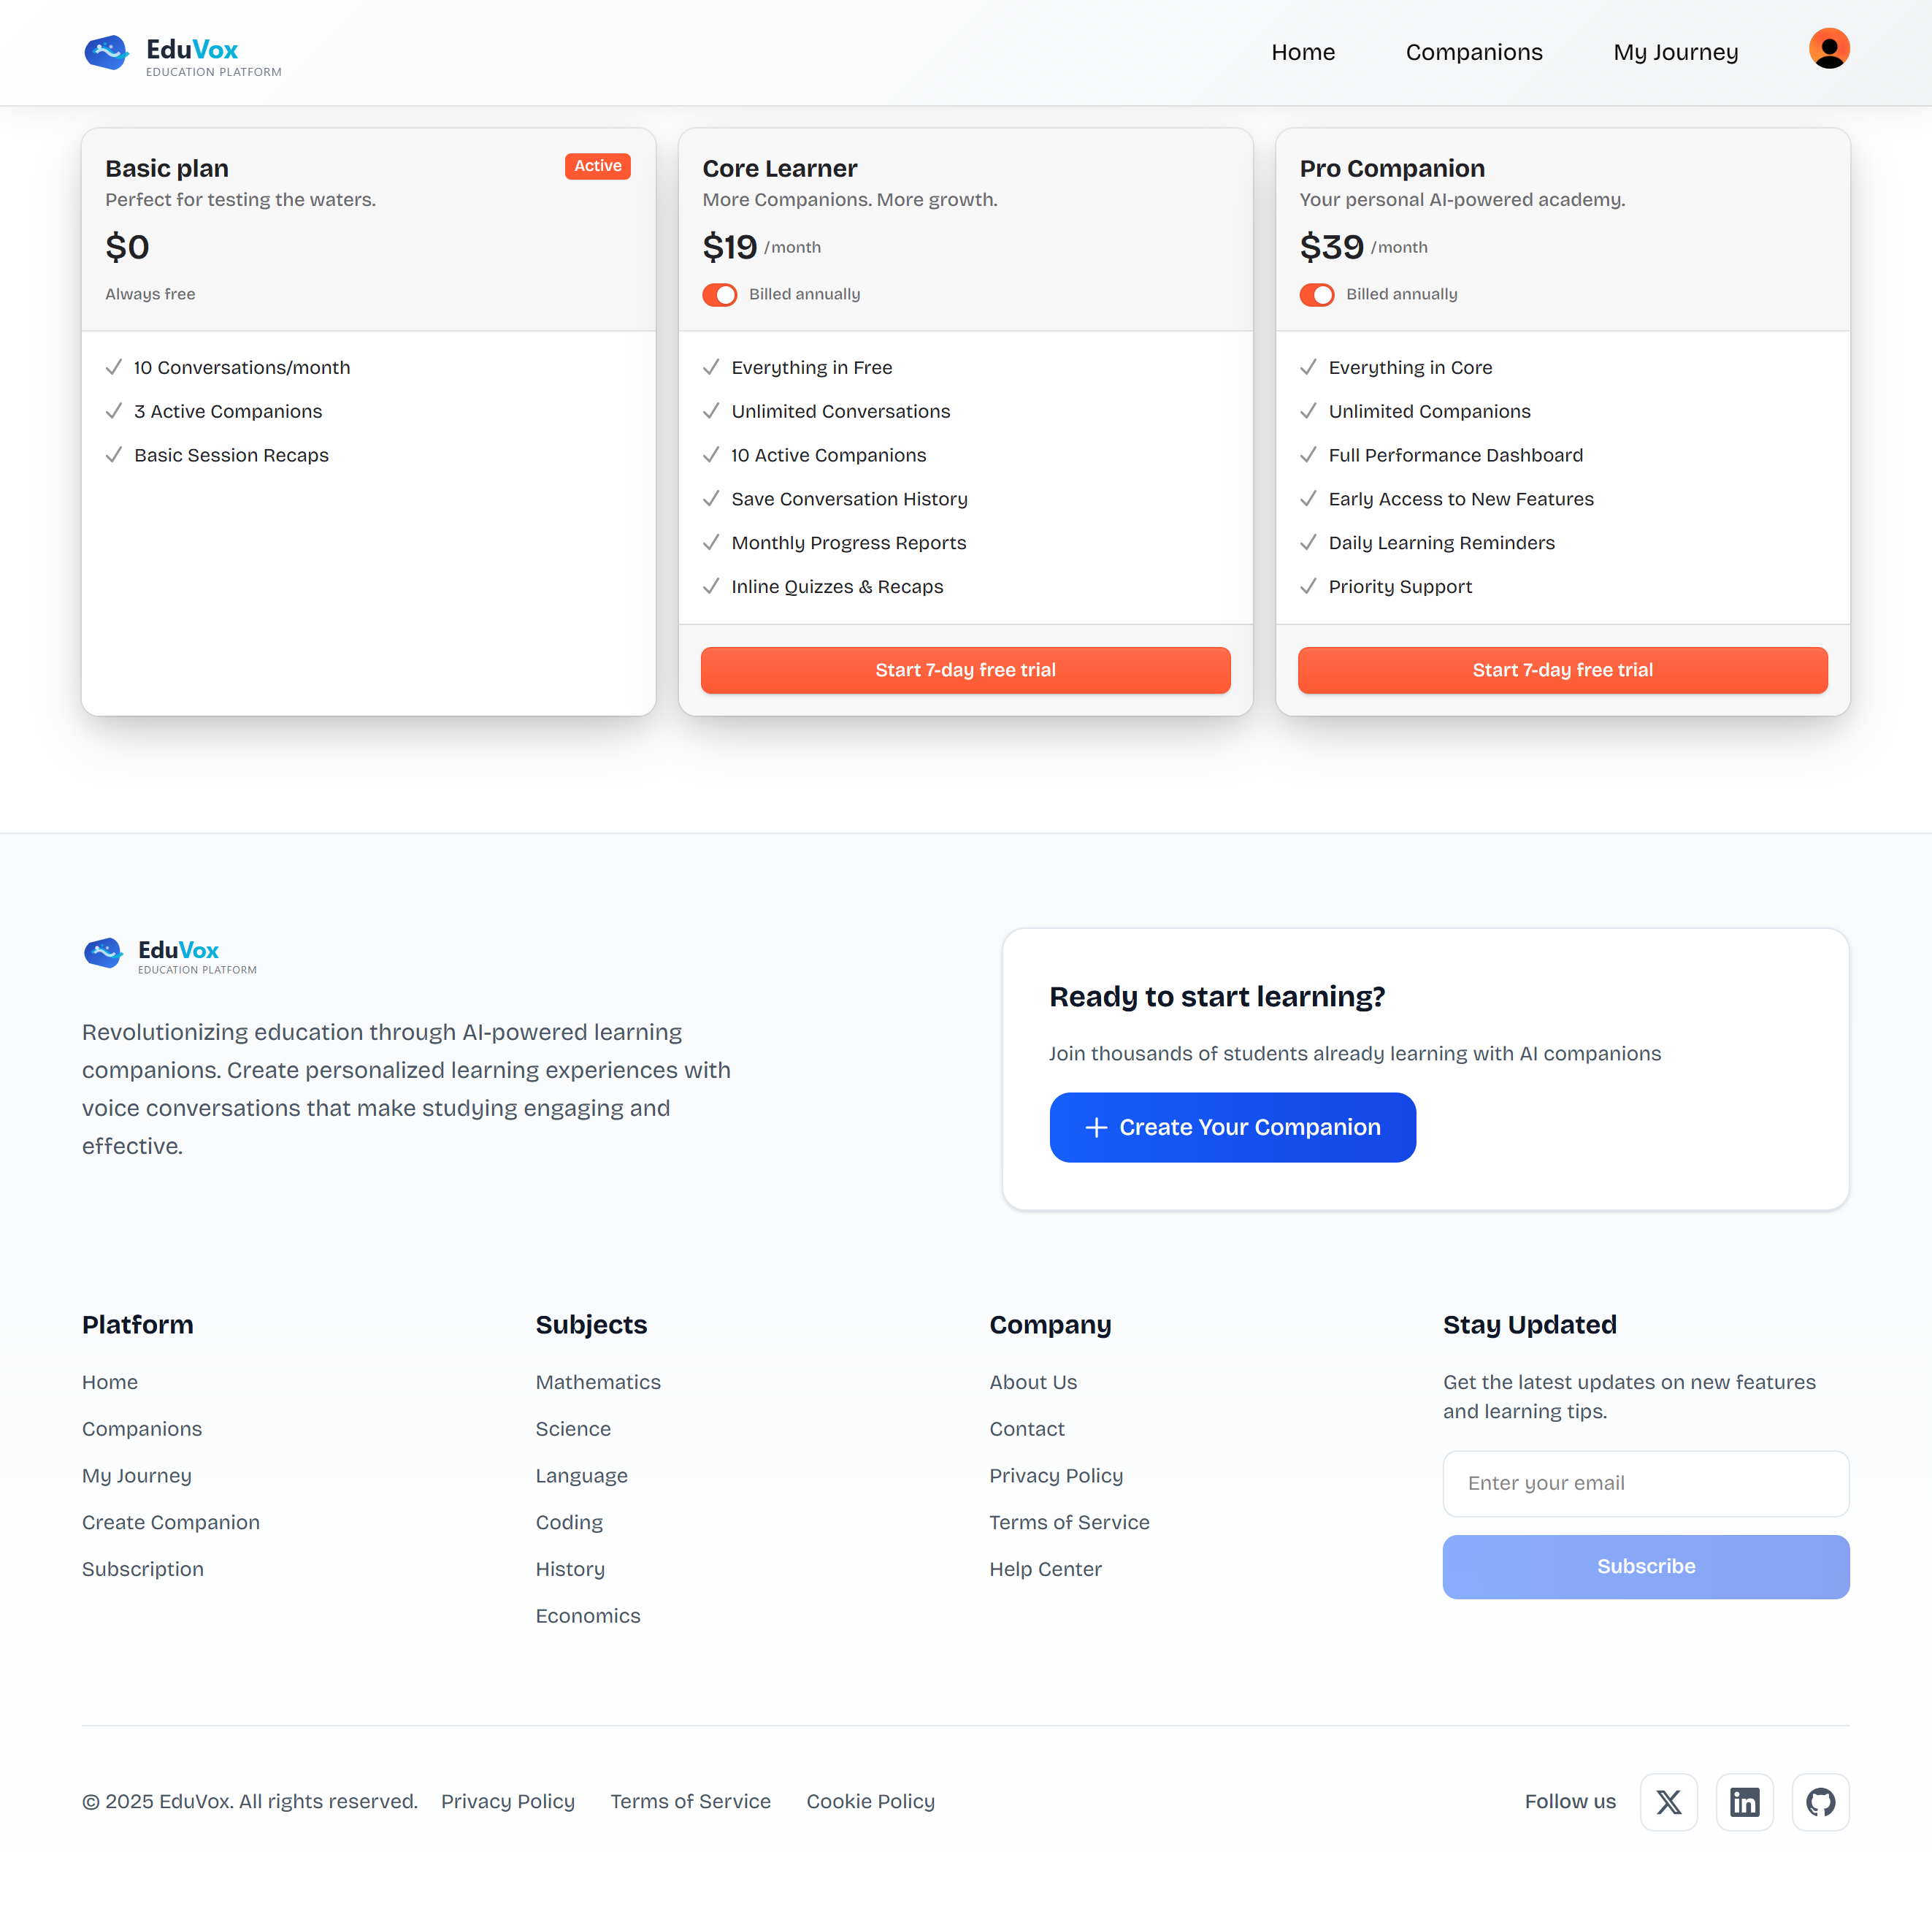 EduVox
EDUCATION PLATFORM
Home
Companions
My Journey
Basic plan
Active
Perfect for testing the waters.
$0
Always free
10 Conversations/month
3 Active Companions
Basic Session Recaps
Core Learner
More Companions. More growth.
$19 /month
Billed annually
Everything in Free
Unlimited Conversations
10 Active Companions
Save Conversation History
Monthly Progress Reports
Inline Quizzes & Recaps
Start 7-day free trial
Pro Companion
Your personal AI-powered academy.
$39 /month
Billed annually
Everything in Core
Unlimited Companions
Full Performance Dashboard
Early Access to New Features
Daily Learning Reminders
Priority Support
Start 7-day free trial
EduVox
EDUCATION PLATFORM
Revolutionizing education through AI-powered learning
companions. Create personalized learning experiences with
voice conversations that make studying engaging and
effective.
Ready to start learning?
Join thousands of students already learning with AI companions
Create Your Companion
Platform
Home
Companions
My Journey
Create Companion
Subscription
Subjects
Mathematics
Science
Language
Coding
History
Economics
Company
About Us
Contact
Privacy Policy
Terms of Service
Help Center
Stay Updated
Get the latest updates on new features
and learning tips.
Enter your email
Subscribe
© 2025 EduVox. All rights reserved.
Privacy Policy
Terms of Service
Cookie Policy
Follow us